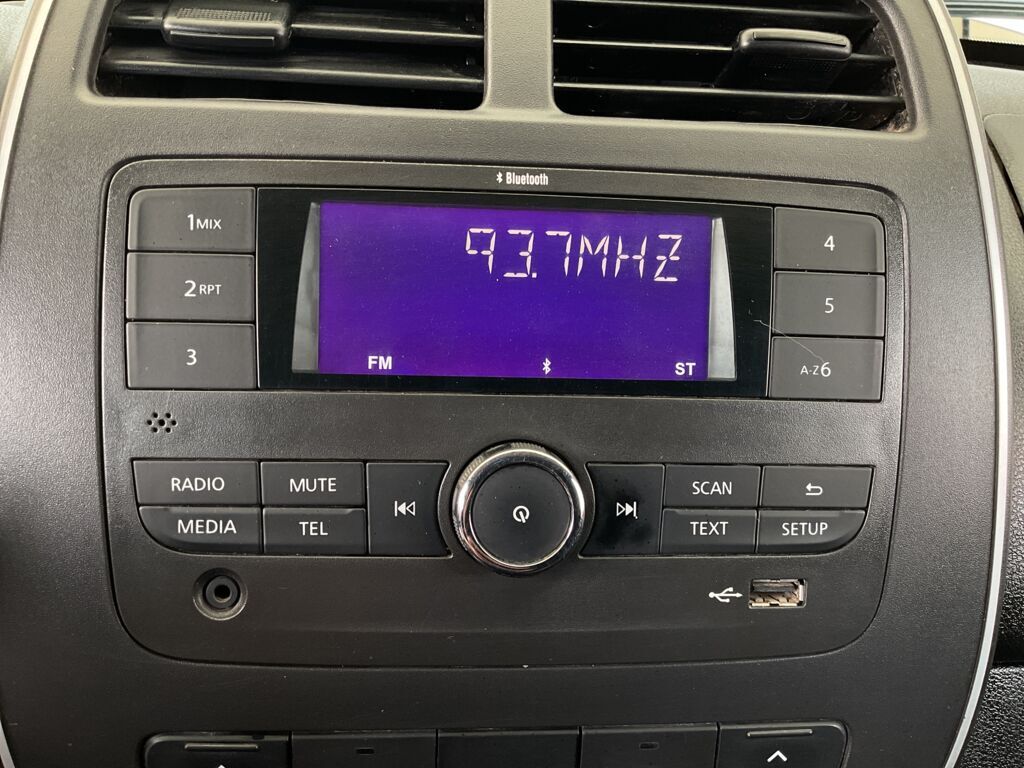 Bluetooth
1MIX
2RPT
3
93.7MHZ
FM
ST
4
5
A-Z6
RADIO
MUTE
SCAN
MEDIA
TEL
TEXT
SETUP